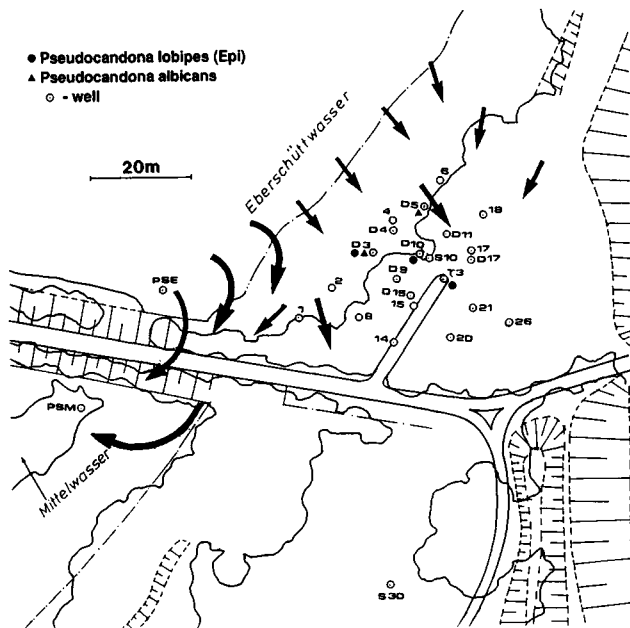 ● Pseudocandona lobipes (Epi)
▲ Pseudocandona albicans
⊙ - well
20m
Eberschüttwasser
6
D5
4
D4
18
D11
D3
D10
S10
17
D17
PSE
2
D9
T3
D15
15
1
8
21
26
14
20
PSM
Mittelwasser
S30